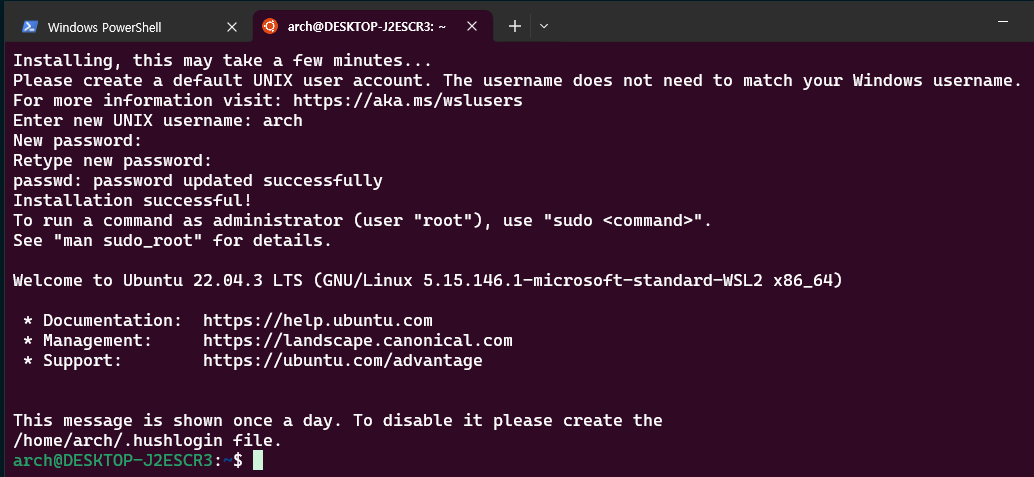 Windows PowerShell
arch@DESKTOP-J2ESCR3: ~
Installing, this may take a few minutes...
Please create a default UNIX user account. The username does not need to match your Windows username.
For more information visit: https://aka.ms/wslusers
Enter new UNIX username: arch
New password:
Retype new password:
passwd: password updated successfully
Installation successful!
To run a command as administrator (user "root"), use "sudo <command>".
See "man sudo_root" for details.
Welcome to Ubuntu 22.04.3 LTS (GNU/Linux 5.15.146.1-microsoft-standard-WSL2 x86_64)
* Documentation:  https://help.ubuntu.com
* Management:     https://landscape.canonical.com
* Support:        https://ubuntu.com/advantage
This message is shown once a day. To disable it please create the
/home/arch/.hushlogin file.
arch@DESKTOP-J2ESCR3:~$